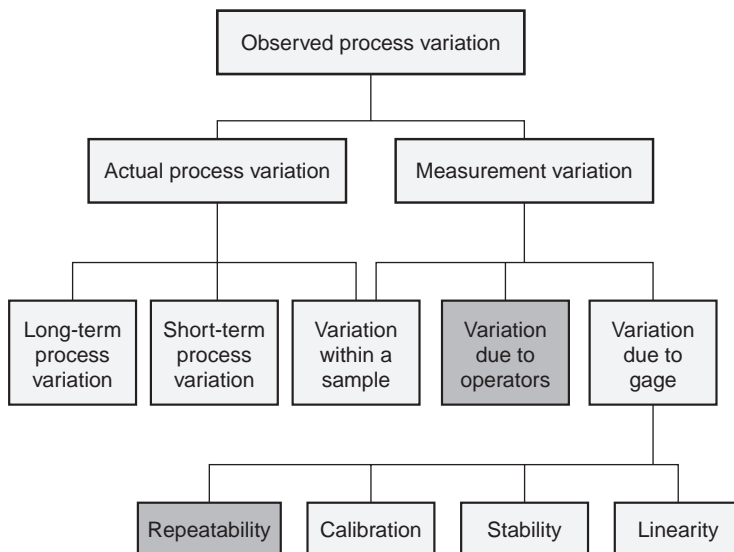 Observed process variation
Actual process variation
Measurement variation
Long-term
process
variation
Short-term
process
variation
Variation
within a
sample
Variation
due to
operators
Variation
due to
gage
Repeatability
Calibration
Stability
Linearity